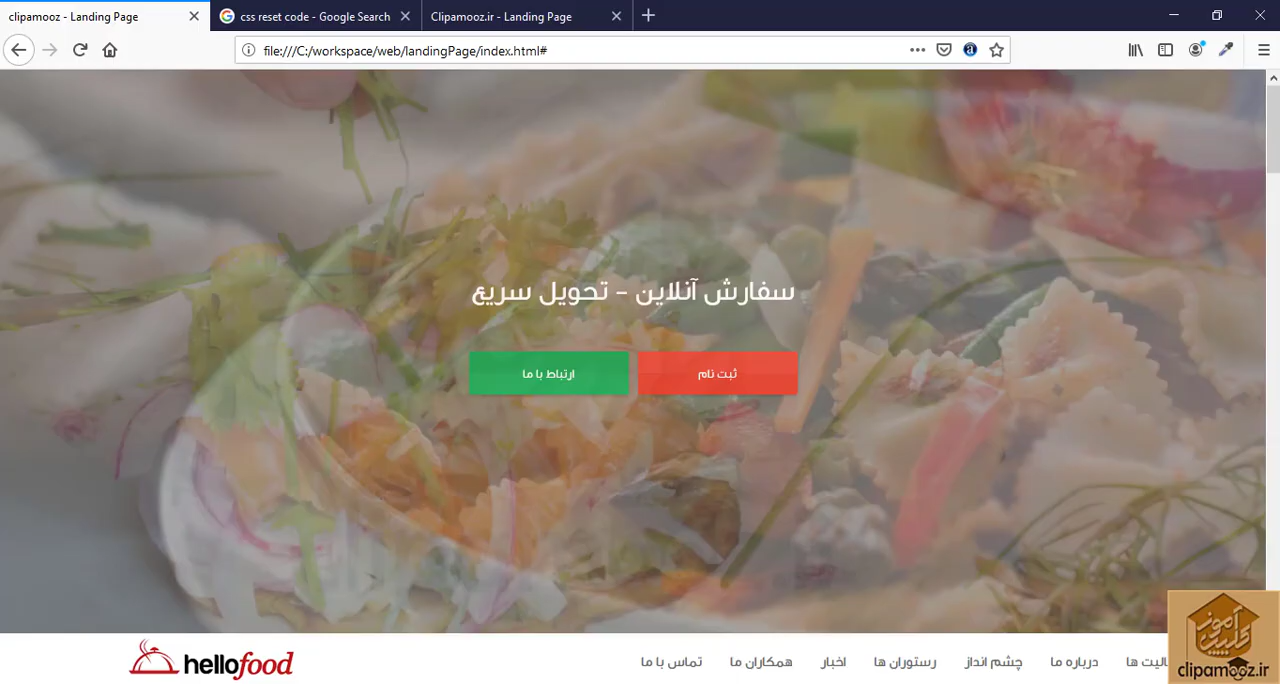 clipamooz - Landing Page
css reset code - Google Search
Clipamooz.ir - Landing Page
file:///C:/workspace/web/landingPage/index.html#
سفارش آنلاین - تحویل سریع
ثبت نام
ارتباط با ما
hellofood
درباره ما
چشم انداز
رستوران ها
اخبار
همکاران ما
تماس با ما
کلیپ آموز
clipamooz.ir